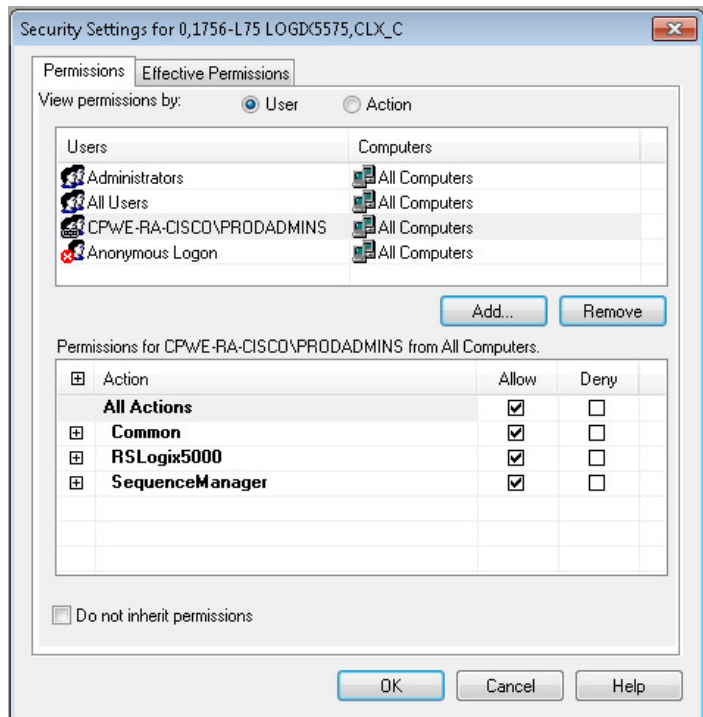 Security Settings for 0,1756-L75 LOGIX5575,CLX_C
Permissions Effective Permissions
View permissions by: User Action
Users Computers
Administrators All Computers
All Users All Computers
CPWE-RA-CISCO\PRODADMINS All Computers
Anonymous Logon All Computers
Add... Remove
Permissions for CPWE-RA-CISCO\PRODADMINS from All Computers.
Action Allow Deny
All Actions
Common
RSLogix5000
SequenceManager
Do not inherit permissions
OK Cancel Help